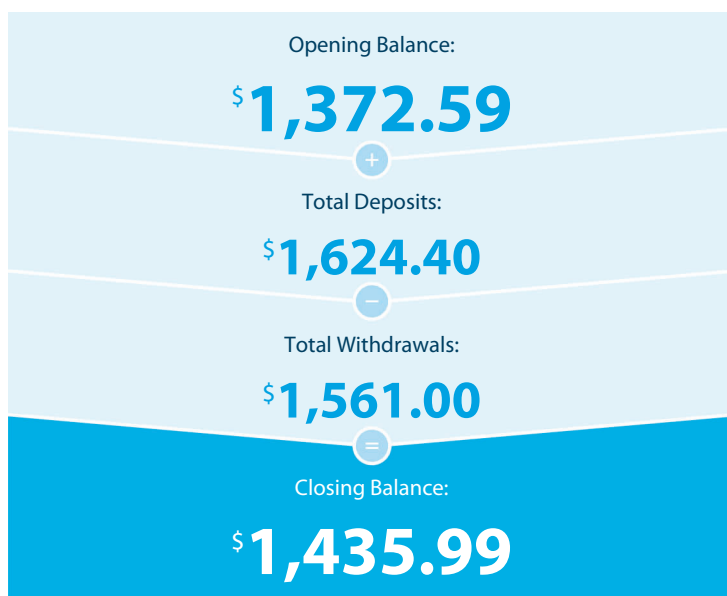 Opening Balance:
$1,372.59
+
Total Deposits:
$1,624.40
−
Total Withdrawals:
$1,561.00
=
Closing Balance:
$1,435.99